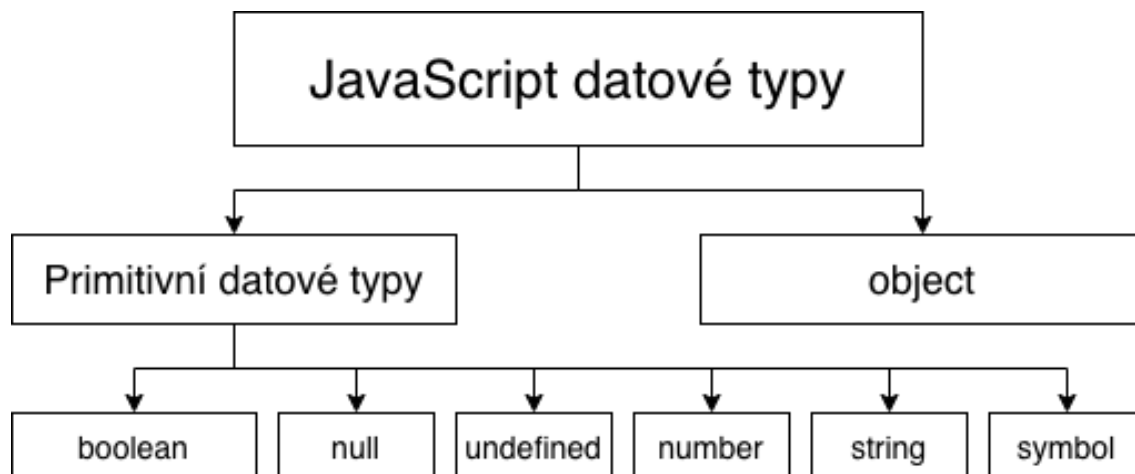 JavaScript datové typy
Primitivní datové typy
object
boolean
null
undefined
number
string
symbol